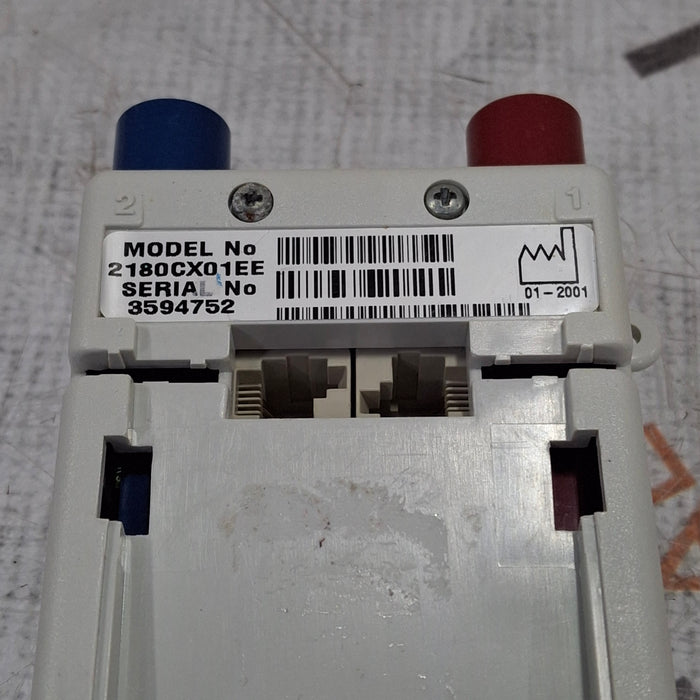 2
1
MODEL No
2180CX01EE
SERIAL No
3594752
01-2001